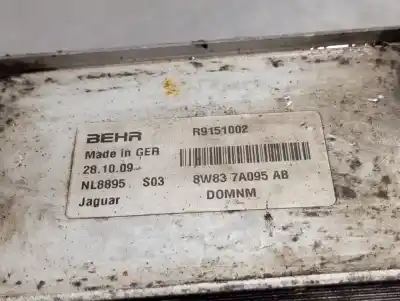 BEHR R9151002
Made in GER
28.10.09
NL8895 S03 8W83 7A095 AB
Jaguar DOMNM